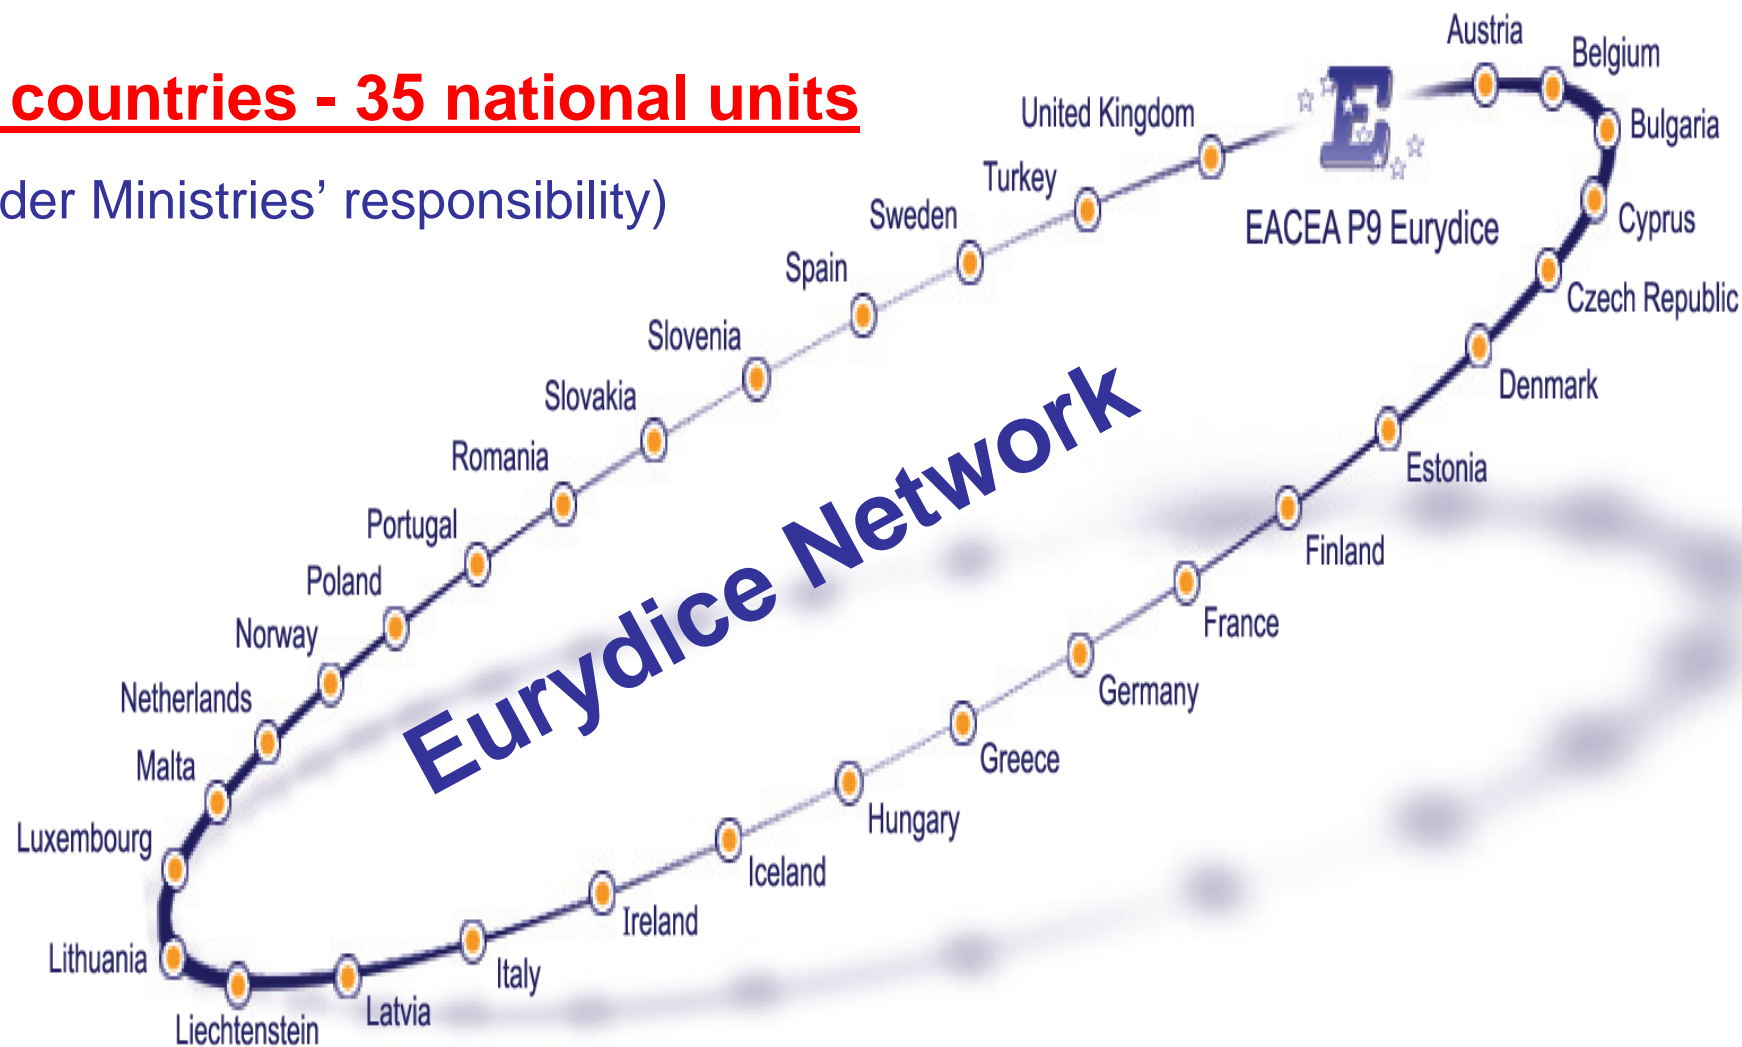 countries - 35 national units
der Ministries’ responsibility)
Austria
Belgium
Bulgaria
Cyprus
Czech Republic
Denmark
Estonia
Finland
France
Germany
Greece
Hungary
Iceland
Ireland
Italy
Latvia
Liechtenstein
Lithuania
Luxembourg
Malta
Netherlands
Norway
Poland
Portugal
Romania
Slovakia
Slovenia
Spain
Sweden
Turkey
United Kingdom
E
EACEA P9 Eurydice
Eurydice Network